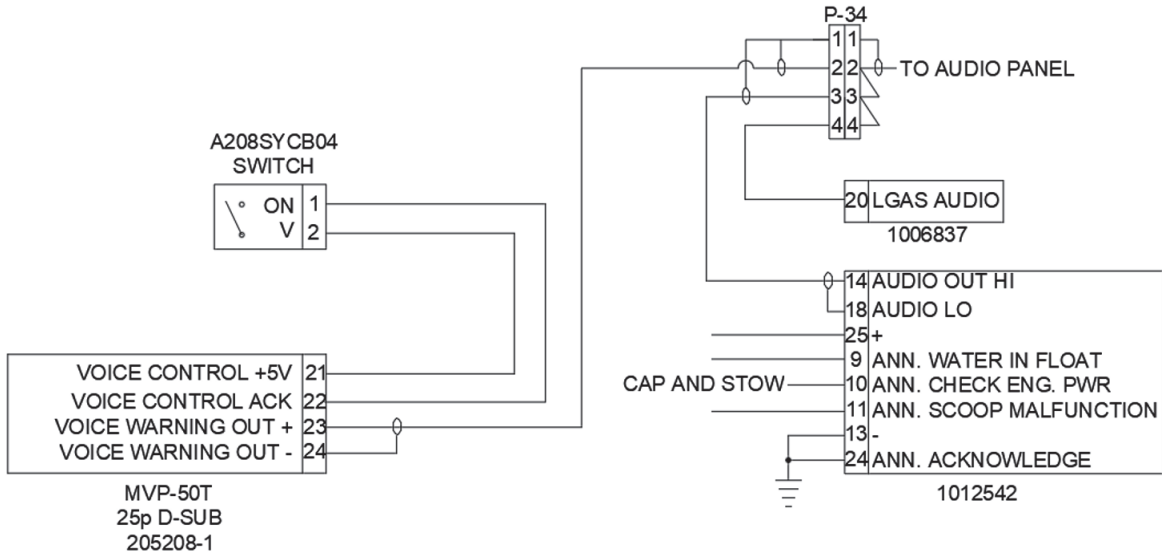 P-34
1 1
2 2 TO AUDIO PANEL
3 3
4 4
A208SYCB04
SWITCH
ON 1
V 2
20 LGAS AUDIO
1006837
14 AUDIO OUT HI
18 AUDIO LO
25 +
9 ANN. WATER IN FLOAT
CAP AND STOW 10 ANN. CHECK ENG. PWR
11 ANN. SCOOP MALFUNCTION
13 -
24 ANN. ACKNOWLEDGE
1012542
VOICE CONTROL +5V 21
VOICE CONTROL ACK 22
VOICE WARNING OUT + 23
VOICE WARNING OUT - 24
MVP-50T
25p D-SUB
205208-1